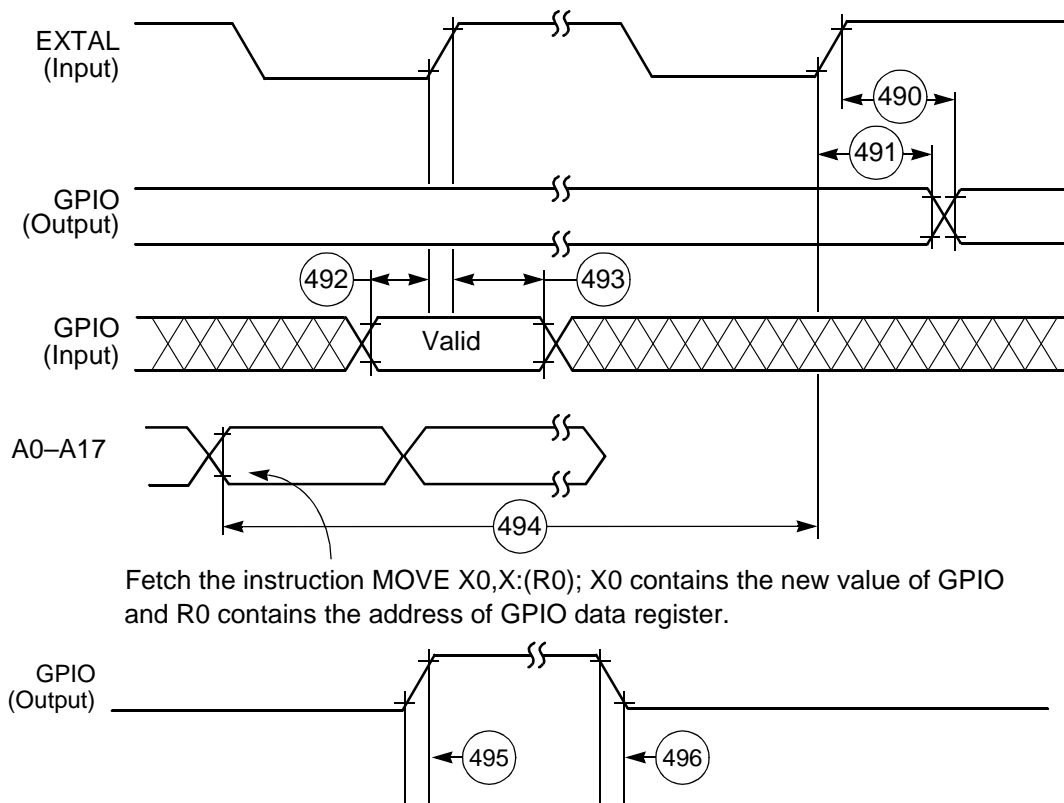 EXTAL
(Input)
490
491
GPIO
(Output)
492
493
GPIO
(Input)
Valid
A0–A17
494
Fetch the instruction MOVE X0,X:(R0); X0 contains the new value of GPIO
and R0 contains the address of GPIO data register.
GPIO
(Output)
495
496